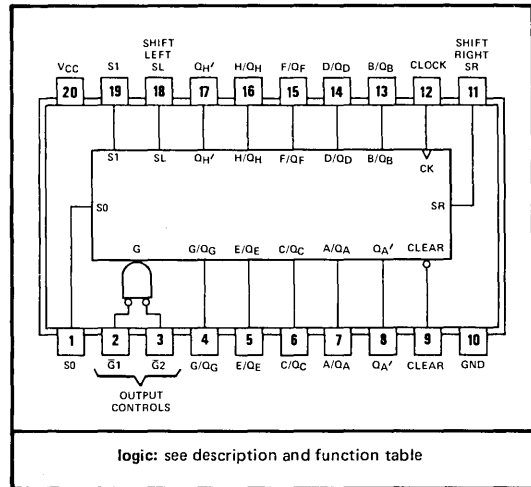 SHIFT SHIFT
VCC S1 LEFT QH′ H/QH F/QF D/QD B/QB CLOCK RIGHT
SL SR
20 19 18 17 16 15 14 13 12 11
S1 SL QH′ H/QH F/QF D/QD B/QB CK
S0 SR
G G/QG E/QE C/QC A/QA QA′ CLEAR
1 2 3 4 5 6 7 8 9 10
S0 G̅1 G̅2 G/QG E/QE C/QC A/QA QA′ CLEAR GND
OUTPUT
CONTROLS
logic: see description and function table